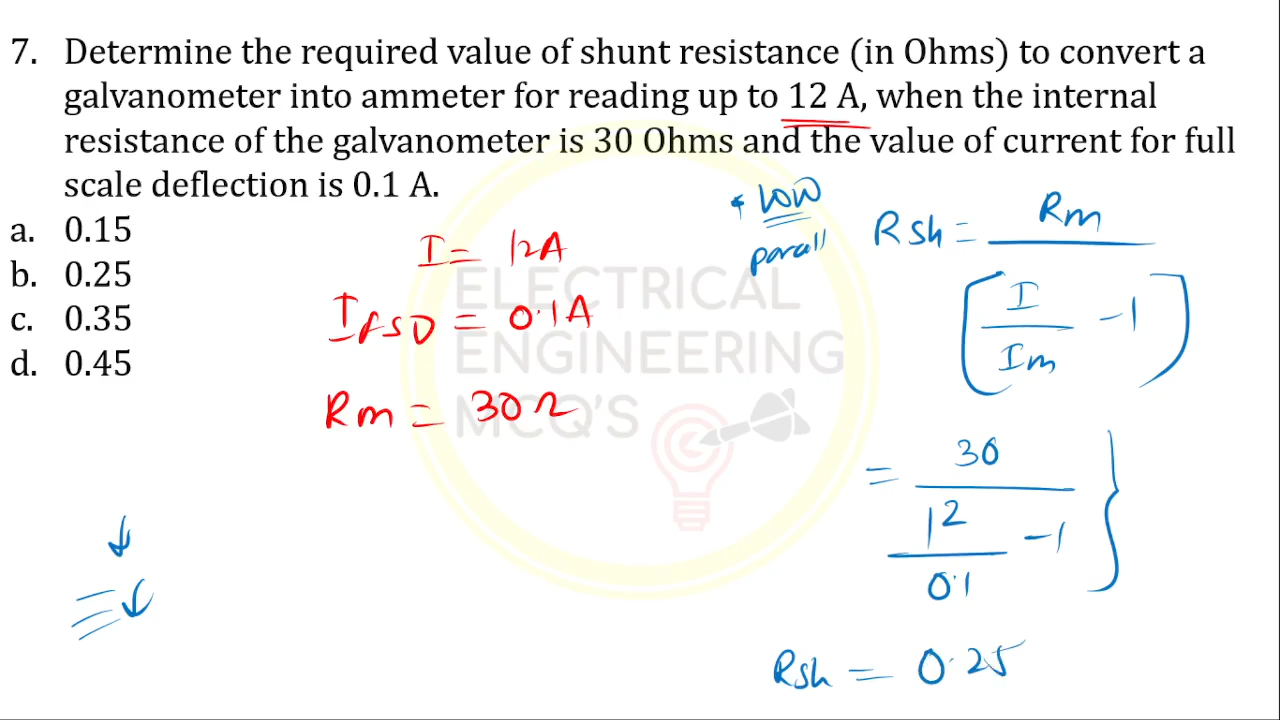 7. Determine the required value of shunt resistance (in Ohms) to convert a
galvanometer into ammeter for reading up to 12 A, when the internal
resistance of the galvanometer is 30 Ohms and the value of current for full
scale deflection is 0.1 A.
a. 0.15
b. 0.25
c. 0.35
d. 0.45
I = 12A
IFSD = 0.1A
Rm = 30Ω
LOW
parall
Rsh = Rm
[I/Im - 1]
= 30
12/0.1 - 1
Rsh = 0.25
ELECTRICAL
ENGINEERING
MCQ'S